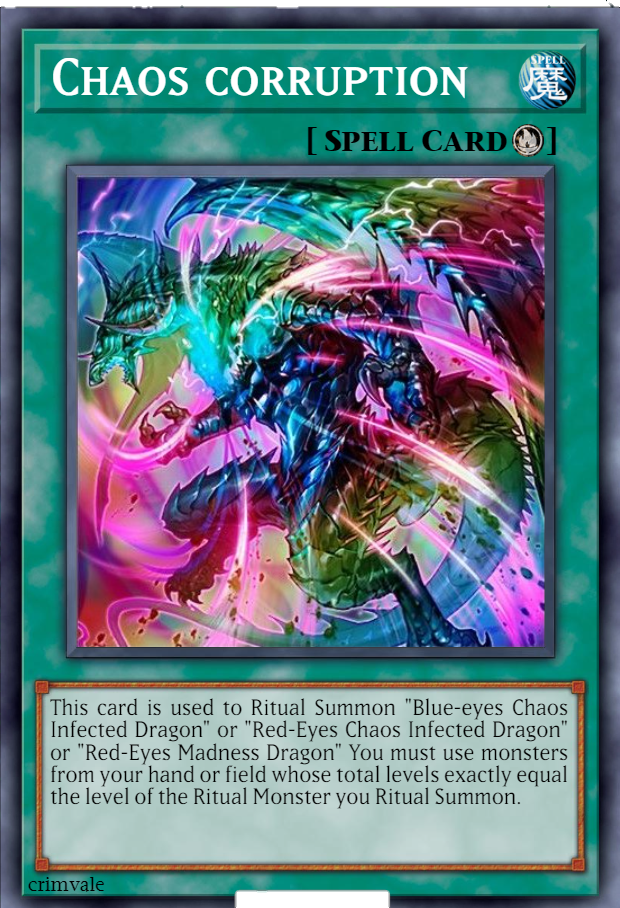 Chaos corruption
SPELL
魔
[ Spell Card ]
This card is used to Ritual Summon "Blue-eyes Chaos
Infected Dragon" or "Red-Eyes Chaos Infected Dragon"
or "Red-Eyes Madness Dragon" You must use monsters
from your hand or field whose total levels exactly equal
the level of the Ritual Monster you Ritual Summon.
crimvale